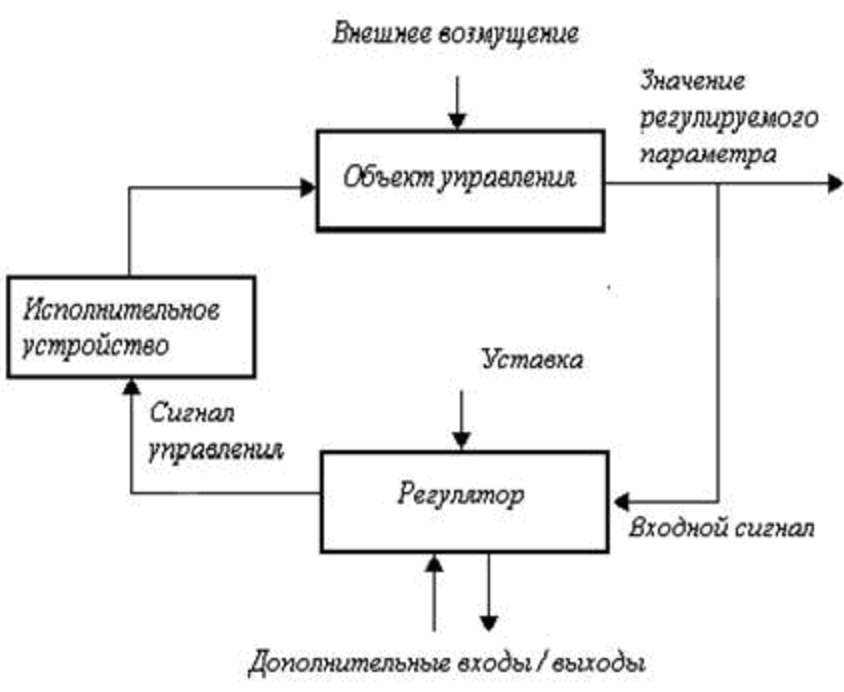 Внешнее возмущение
Значение
регулируемого
параметра
Объект управления
Исполнительное
устройство
Уставка
Сигнал
управления
Регулятор
Входной сигнал
Дополнительные входы / выходы